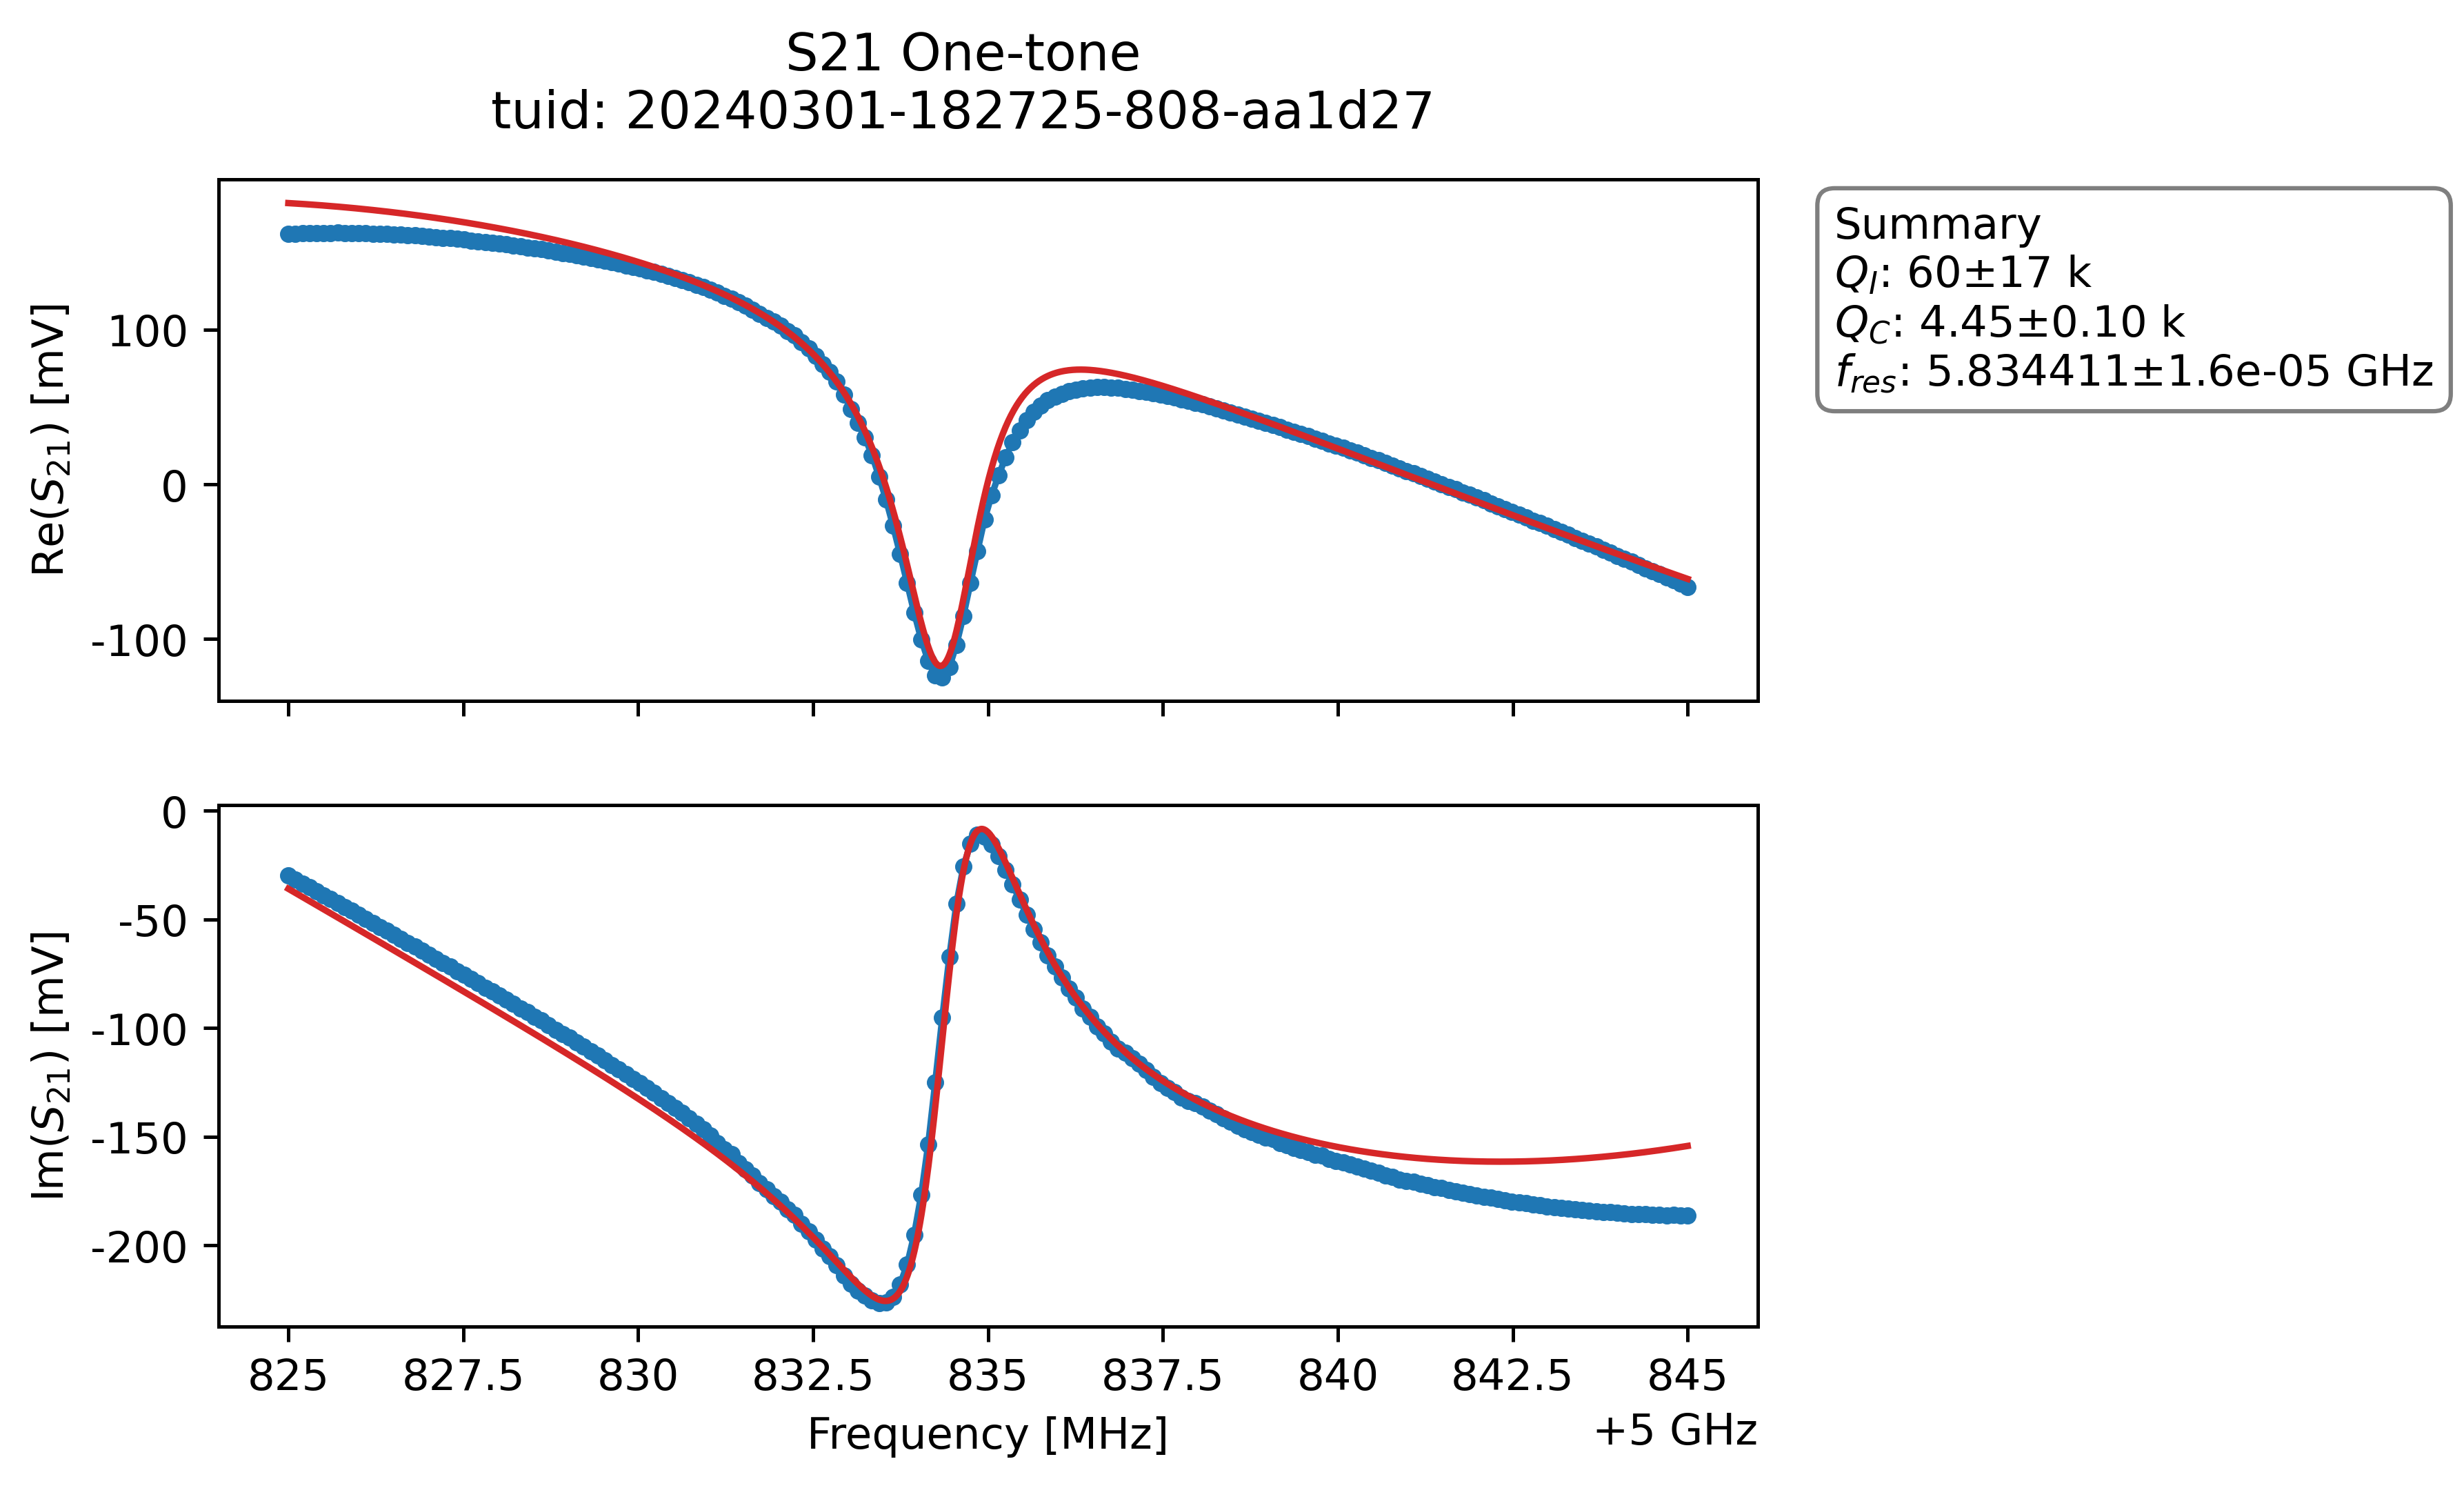 S21 One-tone
tuid: 20240301-182725-808-aa1d27
Re(S₂₁) [mV]
100
0
-100
Summary
Q_I: 60±17 k
Q_C: 4.45±0.10 k
f_res: 5.834411±1.6e-05 GHz
Im(S₂₁) [mV]
0
-50
-100
-150
-200
825 827.5 830 832.5 835 837.5 840 842.5 845
Frequency [MHz]
+5 GHz